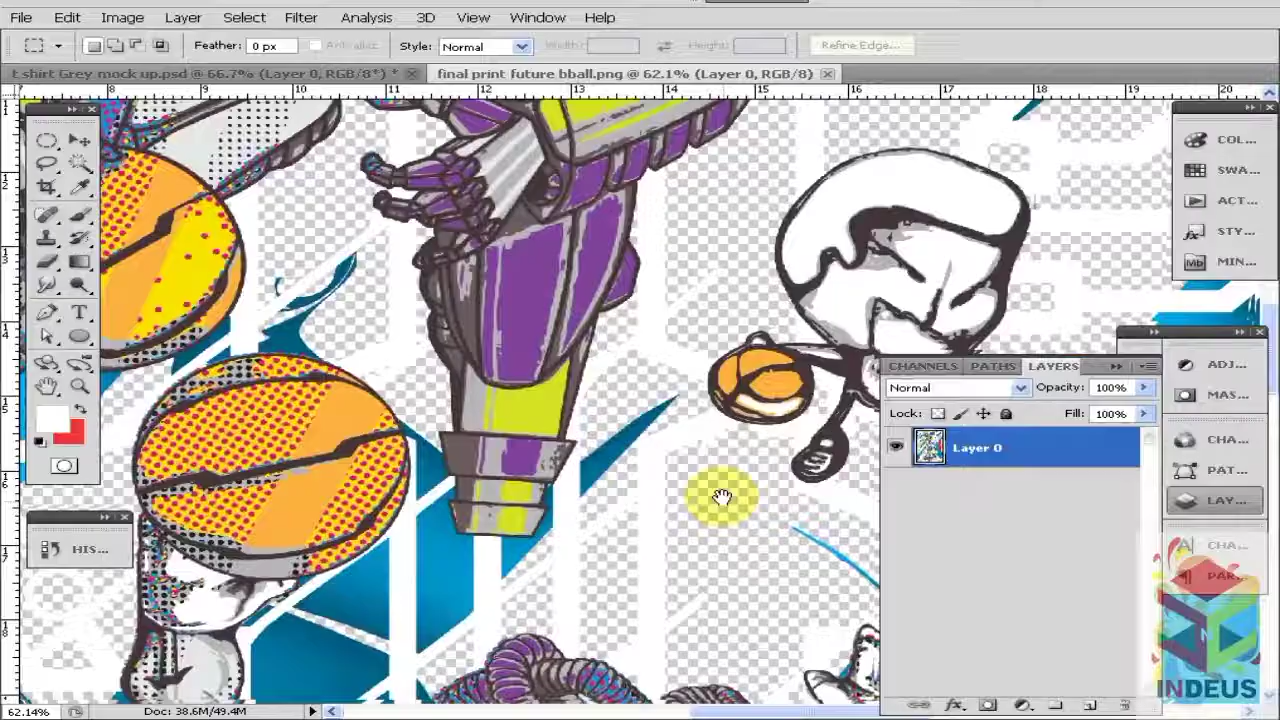 File Edit Image Layer Select Filter Analysis 3D View Window Help
Feather: 0 px Anti-alias Style: Normal Width: Height: Refine Edge...
t shirt Grey mock up.psd @ 66.7% (Layer 0, RGB/8*) * final print future bball.png @ 62.1% (Layer 0, RGB/8)
7 8 9 10 11 12 13 14 15 16 17 18 19 20
COL...
SWA...
ACT...
STY...
Mb MIN...
CHANNELS PATHS LAYERS
Normal Opacity: 100%
Lock: Fill: 100%
Layer 0
ADJ...
MAS...
CHA...
PAT...
LAY...
CHA...
PAR...
HIS...
INDEUS
62.14% Doc: 38.6M/49.4M